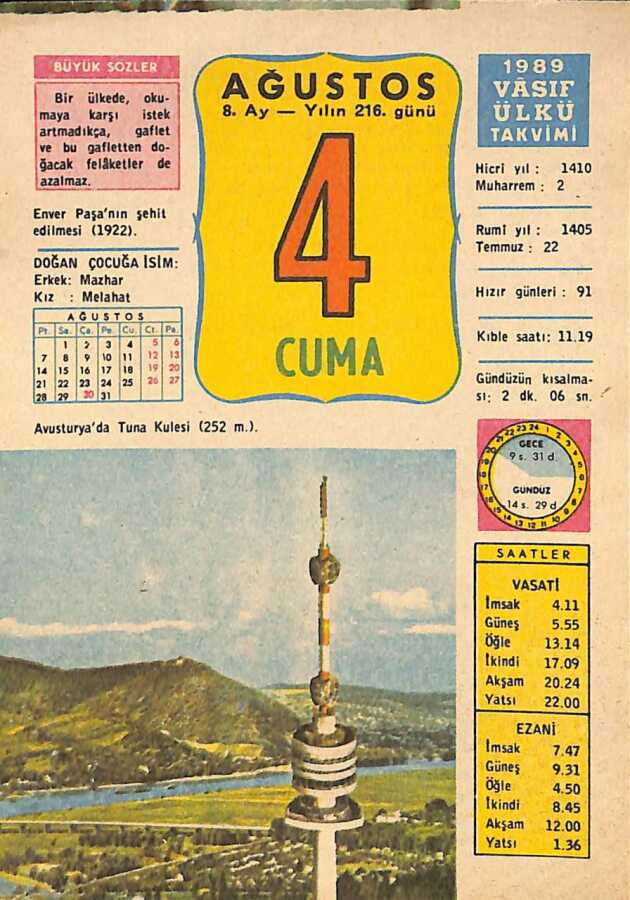 BÜYÜK SOZLER
Bir ülkede, oku-
maya karşı istek
artmadıkça, gaflet
ve bu gafletten do-
ğacak felâketler de
azalmaz.
Enver Paşa'nın şehit
edilmesi (1922).
DOĞAN ÇOCUĞA İSİM:
Erkek: Mazhar
Kız : Melahat
AĞUSTOS
Pt. Sa. Ça. Pe. Cu. Ct. Pa.
1 2 3 4 5 6
7 8 9 10 11 12 13
14 15 16 17 18 19 20
21 22 23 24 25 26 27
28 29 30 31
AĞUSTOS
8. Ay — Yılın 216. günü
4
CUMA
1989
VÂSIF
ÜLKÜ
TAKVİMİ
Hicri yıl : 1410
Muharrem : 2
Rumi yıl : 1405
Temmuz : 22
Hızır günleri : 91
Kıble saati: 11.19
Gündüzün kısalma-
sı: 2 dk. 06 sn.
Avusturya'da Tuna Kulesi (252 m.).
GECE
9 s. 31 d.
GÜNDÜZ
14 s. 29 d
SAATLER
VASATİ
İmsak 4.11
Güneş 5.55
Öğle 13.14
İkindi 17.09
Akşam 20.24
Yatsı 22.00
EZANİ
İmsak 7.47
Güneş 9.31
Öğle 4.50
İkindi 8.45
Akşam 12.00
Yatsı 1.36